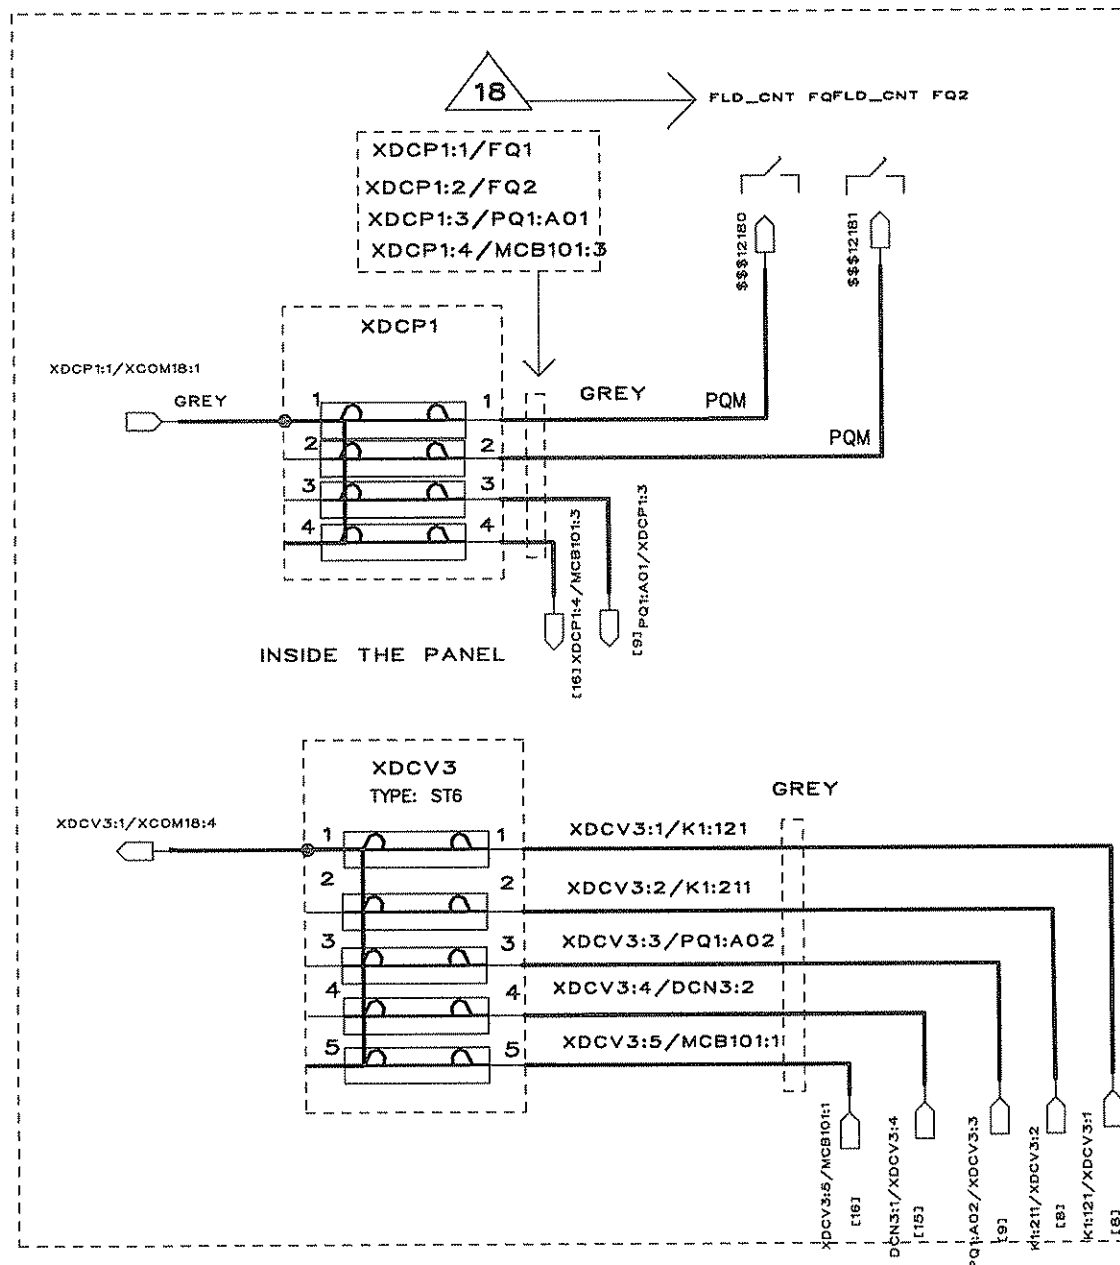 18
FLD_CNT FQFLD_CNT FQ2
XDCP1:1/FQ1
XDCP1:2/FQ2
XDCP1:3/PQ1:A01
XDCP1:4/MCB101:3
$$$12180
$$$12181
XDCP1
XDCP1:1/XCOM18:1
GREY
GREY
PQM
PQM
1
1
2
2
3
3
4
4
[16] XDCP1:4/MCB101:3
[9] PQ1:A01/XDCP1:3
INSIDE THE PANEL
XDCV3
TYPE: ST6
GREY
XDCV3:1/XCOM18:4
1
1
XDCV3:1/K1:121
2
2
XDCV3:2/K1:211
3
3
XDCV3:3/PQ1:A02
4
4
XDCV3:4/DCN3:2
5
5
XDCV3:5/MCB101:1
XDCV3:5/MCB101:1
[16]
DCN3:1/XDCV3:4
[15]
PQ1:A02/XDCV3:3
[9]
K1:211/XDCV3:2
[8]
K1:121/XDCV3:1
[8]